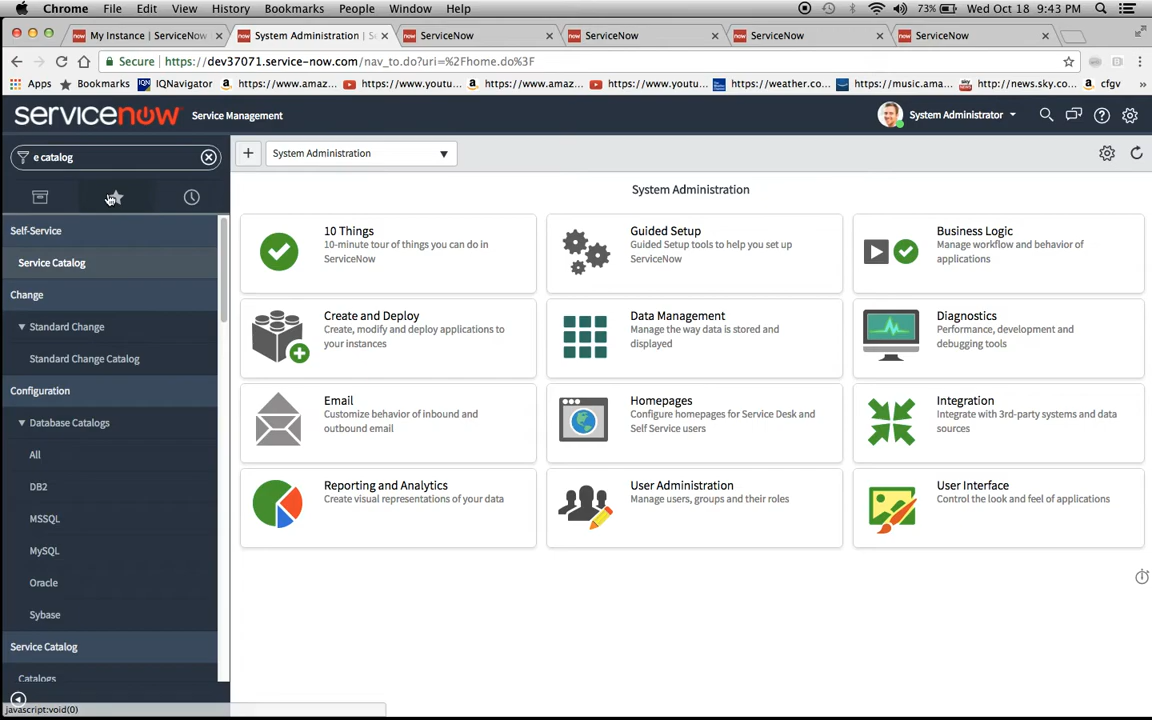 Chrome File Edit View History Bookmarks People Window Help 73% Wed Oct 18 9:43 PM
My Instance | ServiceNow × System Administration | S × ServiceNow × ServiceNow × ServiceNow × ServiceNow ×
Secure https://dev37071.service-now.com/nav_to.do?uri=%2Fhome.do%3F
Apps Bookmarks IQNavigator https://www.amaz... https://www.youtu... https://www.amaz... https://www.youtu... https://weather.co... https://music.ama... http://news.sky.co... cfgv »
servicenow Service Management System Administrator
e catalog
System Administration
System Administration
Self-Service
Service Catalog
Change
Standard Change
Standard Change Catalog
Configuration
Database Catalogs
All
DB2
MSSQL
MySQL
Oracle
Sybase
Service Catalog
Catalogs
10 Things
10-minute tour of things you can do in
ServiceNow
Guided Setup
Guided Setup tools to help you set up
ServiceNow
Business Logic
Manage workflow and behavior of
applications
Create and Deploy
Create, modify and deploy applications to
your instances
Data Management
Manage the way data is stored and
displayed
Diagnostics
Performance, development and
debugging tools
Email
Customize behavior of inbound and
outbound email
Homepages
Configure homepages for Service Desk and
Self Service users
Integration
Integrate with 3rd-party systems and data
sources
Reporting and Analytics
Create visual representations of your data
User Administration
Manage users, groups and their roles
User Interface
Control the look and feel of applications
javascript:void(0)